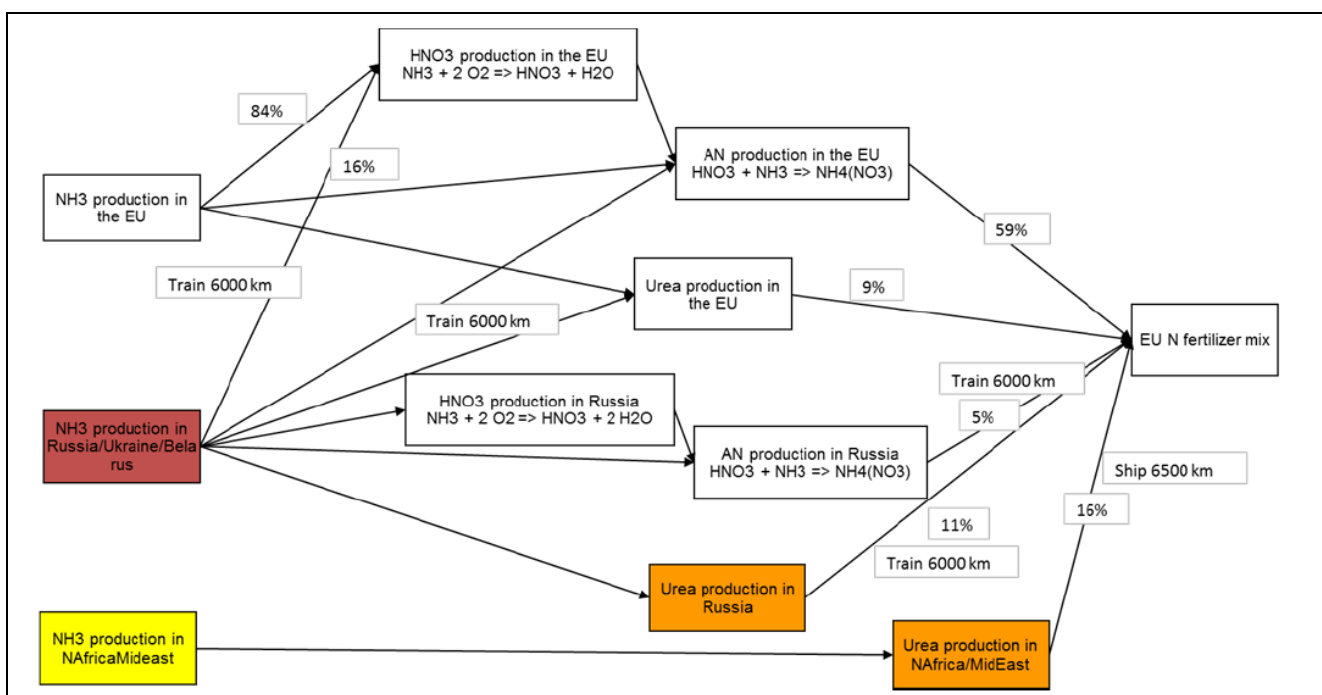 HNO3 production in the EU
NH3 + 2 O2 => HNO3 + H2O
84%
16%
AN production in the EU
HNO3 + NH3 => NH4(NO3)
NH3 production in
the EU
59%
Train 6000 km
Urea production in
the EU
9%
Train 6000 km
EU N fertilizer mix
Train 6000 km
HNO3 production in Russia
NH3 + 2 O2 => HNO3 + 2 H2O
5%
NH3 production in
Russia/Ukraine/Bela
rus
AN production in Russia
HNO3 + NH3 => NH4(NO3)
Ship 6500 km
16%
11%
Train 6000 km
Urea production in
Russia
NH3 production in
NAfricaMideast
Urea production in
NAfrica/MidEast